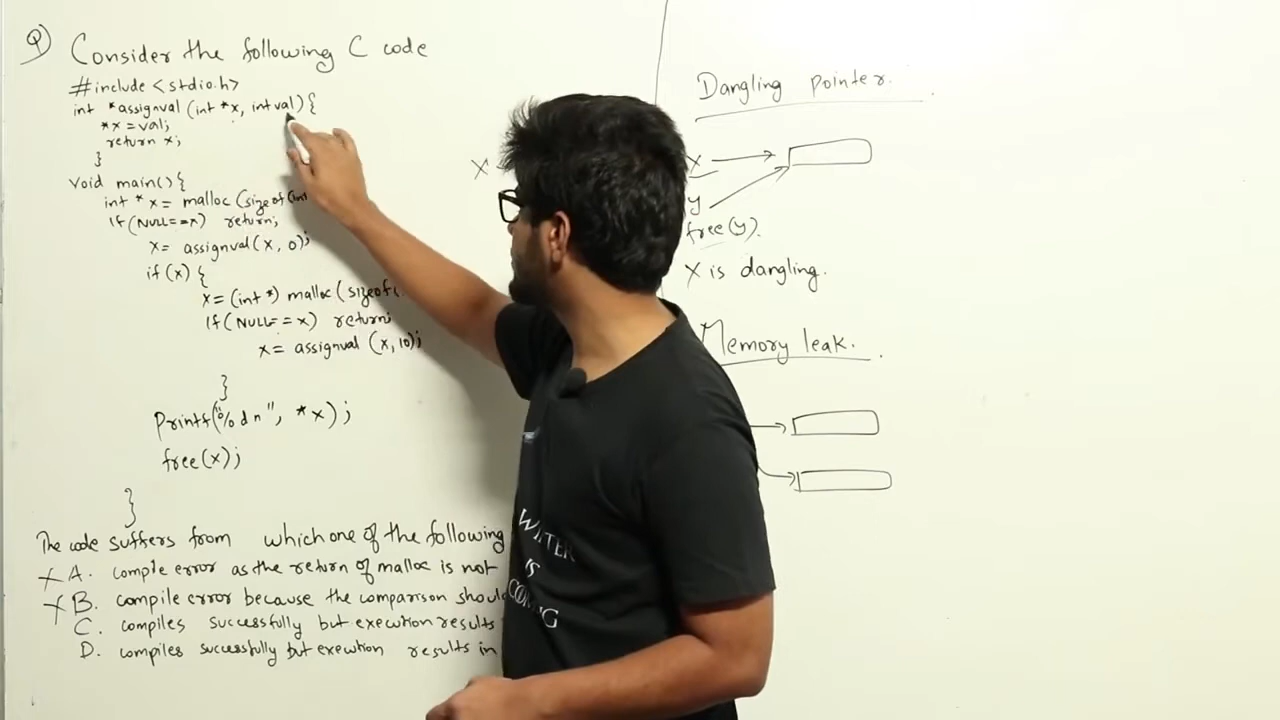 Q) Consider the following C code
#include <stdio.h>
int *assignval (int *x, int val) {
*x = val;
return x;
}
void main() {
int * x = malloc (sizeof (int
if (NULL == x) return;
x = assignval (x, 0);
if (x) {
x = (int *) malloc ( sizeof (
if (NULL == x) return;
x = assignval (x, 10);
}
Printf("%d n", *x);
free(x);
}
The code suffers from which one of the following
X A. compile error as the return of malloc is not
X B. compile error because the comparison should
C. compiles successfully but execution results
D. compiles successfully but execution results in
Dangling pointer.
X
x
y
free(y).
X is dangling.
Memory leak.
WINTER
IS
COMING